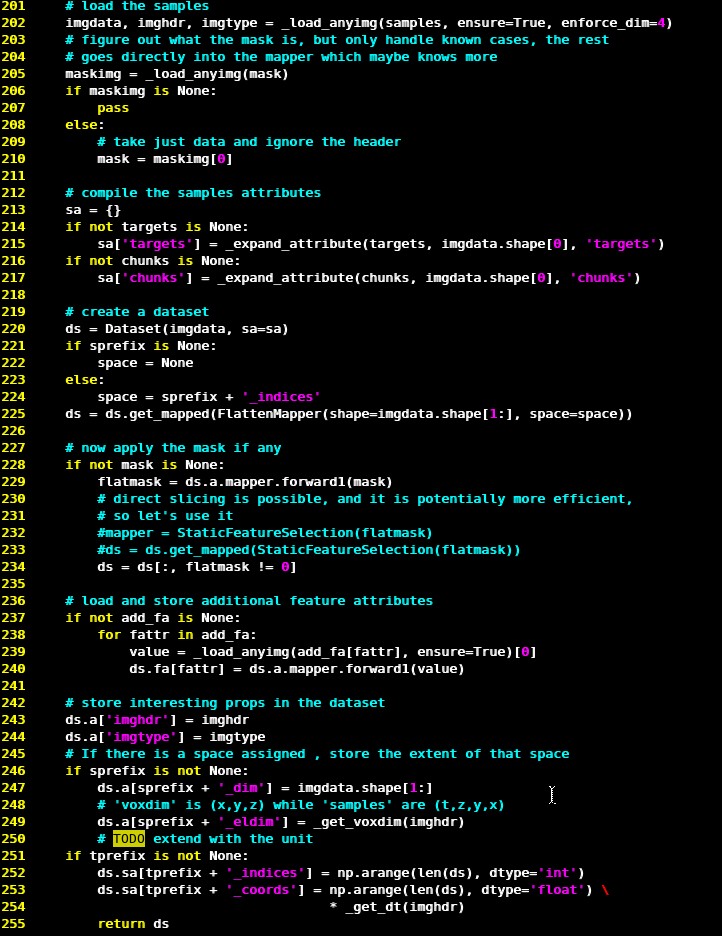 201     # load the samples
202     imgdata, imghdr, imgtype = _load_anyimg(samples, ensure=True, enforce_dim=4)
203     # figure out what the mask is, but only handle known cases, the rest
204     # goes directly into the mapper which maybe knows more
205     maskimg = _load_anyimg(mask)
206     if maskimg is None:
207         pass
208     else:
209         # take just data and ignore the header
210         mask = maskimg[0]
211
212     # compile the samples attributes
213     sa = {}
214     if not targets is None:
215         sa['targets'] = _expand_attribute(targets, imgdata.shape[0], 'targets')
216     if not chunks is None:
217         sa['chunks'] = _expand_attribute(chunks, imgdata.shape[0], 'chunks')
218
219     # create a dataset
220     ds = Dataset(imgdata, sa=sa)
221     if sprefix is None:
222         space = None
223     else:
224         space = sprefix + '_indices'
225     ds = ds.get_mapped(FlattenMapper(shape=imgdata.shape[1:], space=space))
226
227     # now apply the mask if any
228     if not mask is None:
229         flatmask = ds.a.mapper.forward1(mask)
230         # direct slicing is possible, and it is potentially more efficient,
231         # so let's use it
232         #mapper = StaticFeatureSelection(flatmask)
233         #ds = ds.get_mapped(StaticFeatureSelection(flatmask))
234         ds = ds[:, flatmask != 0]
235
236     # load and store additional feature attributes
237     if not add_fa is None:
238         for fattr in add_fa:
239             value = _load_anyimg(add_fa[fattr], ensure=True)[0]
240             ds.fa[fattr] = ds.a.mapper.forward1(value)
241
242     # store interesting props in the dataset
243     ds.a['imghdr'] = imghdr
244     ds.a['imgtype'] = imgtype
245     # If there is a space assigned , store the extent of that space
246     if sprefix is not None:
247         ds.a[sprefix + '_dim'] = imgdata.shape[1:]
248         # 'voxdim' is (x,y,z) while 'samples' are (t,z,y,x)
249         ds.a[sprefix + '_eldim'] = _get_voxdim(imghdr)
250         # TODO extend with the unit
251     if tprefix is not None:
252         ds.sa[tprefix + '_indices'] = np.arange(len(ds), dtype='int')
253         ds.sa[tprefix + '_coords'] = np.arange(len(ds), dtype='float') \
254                                      * _get_dt(imghdr)
255         return ds